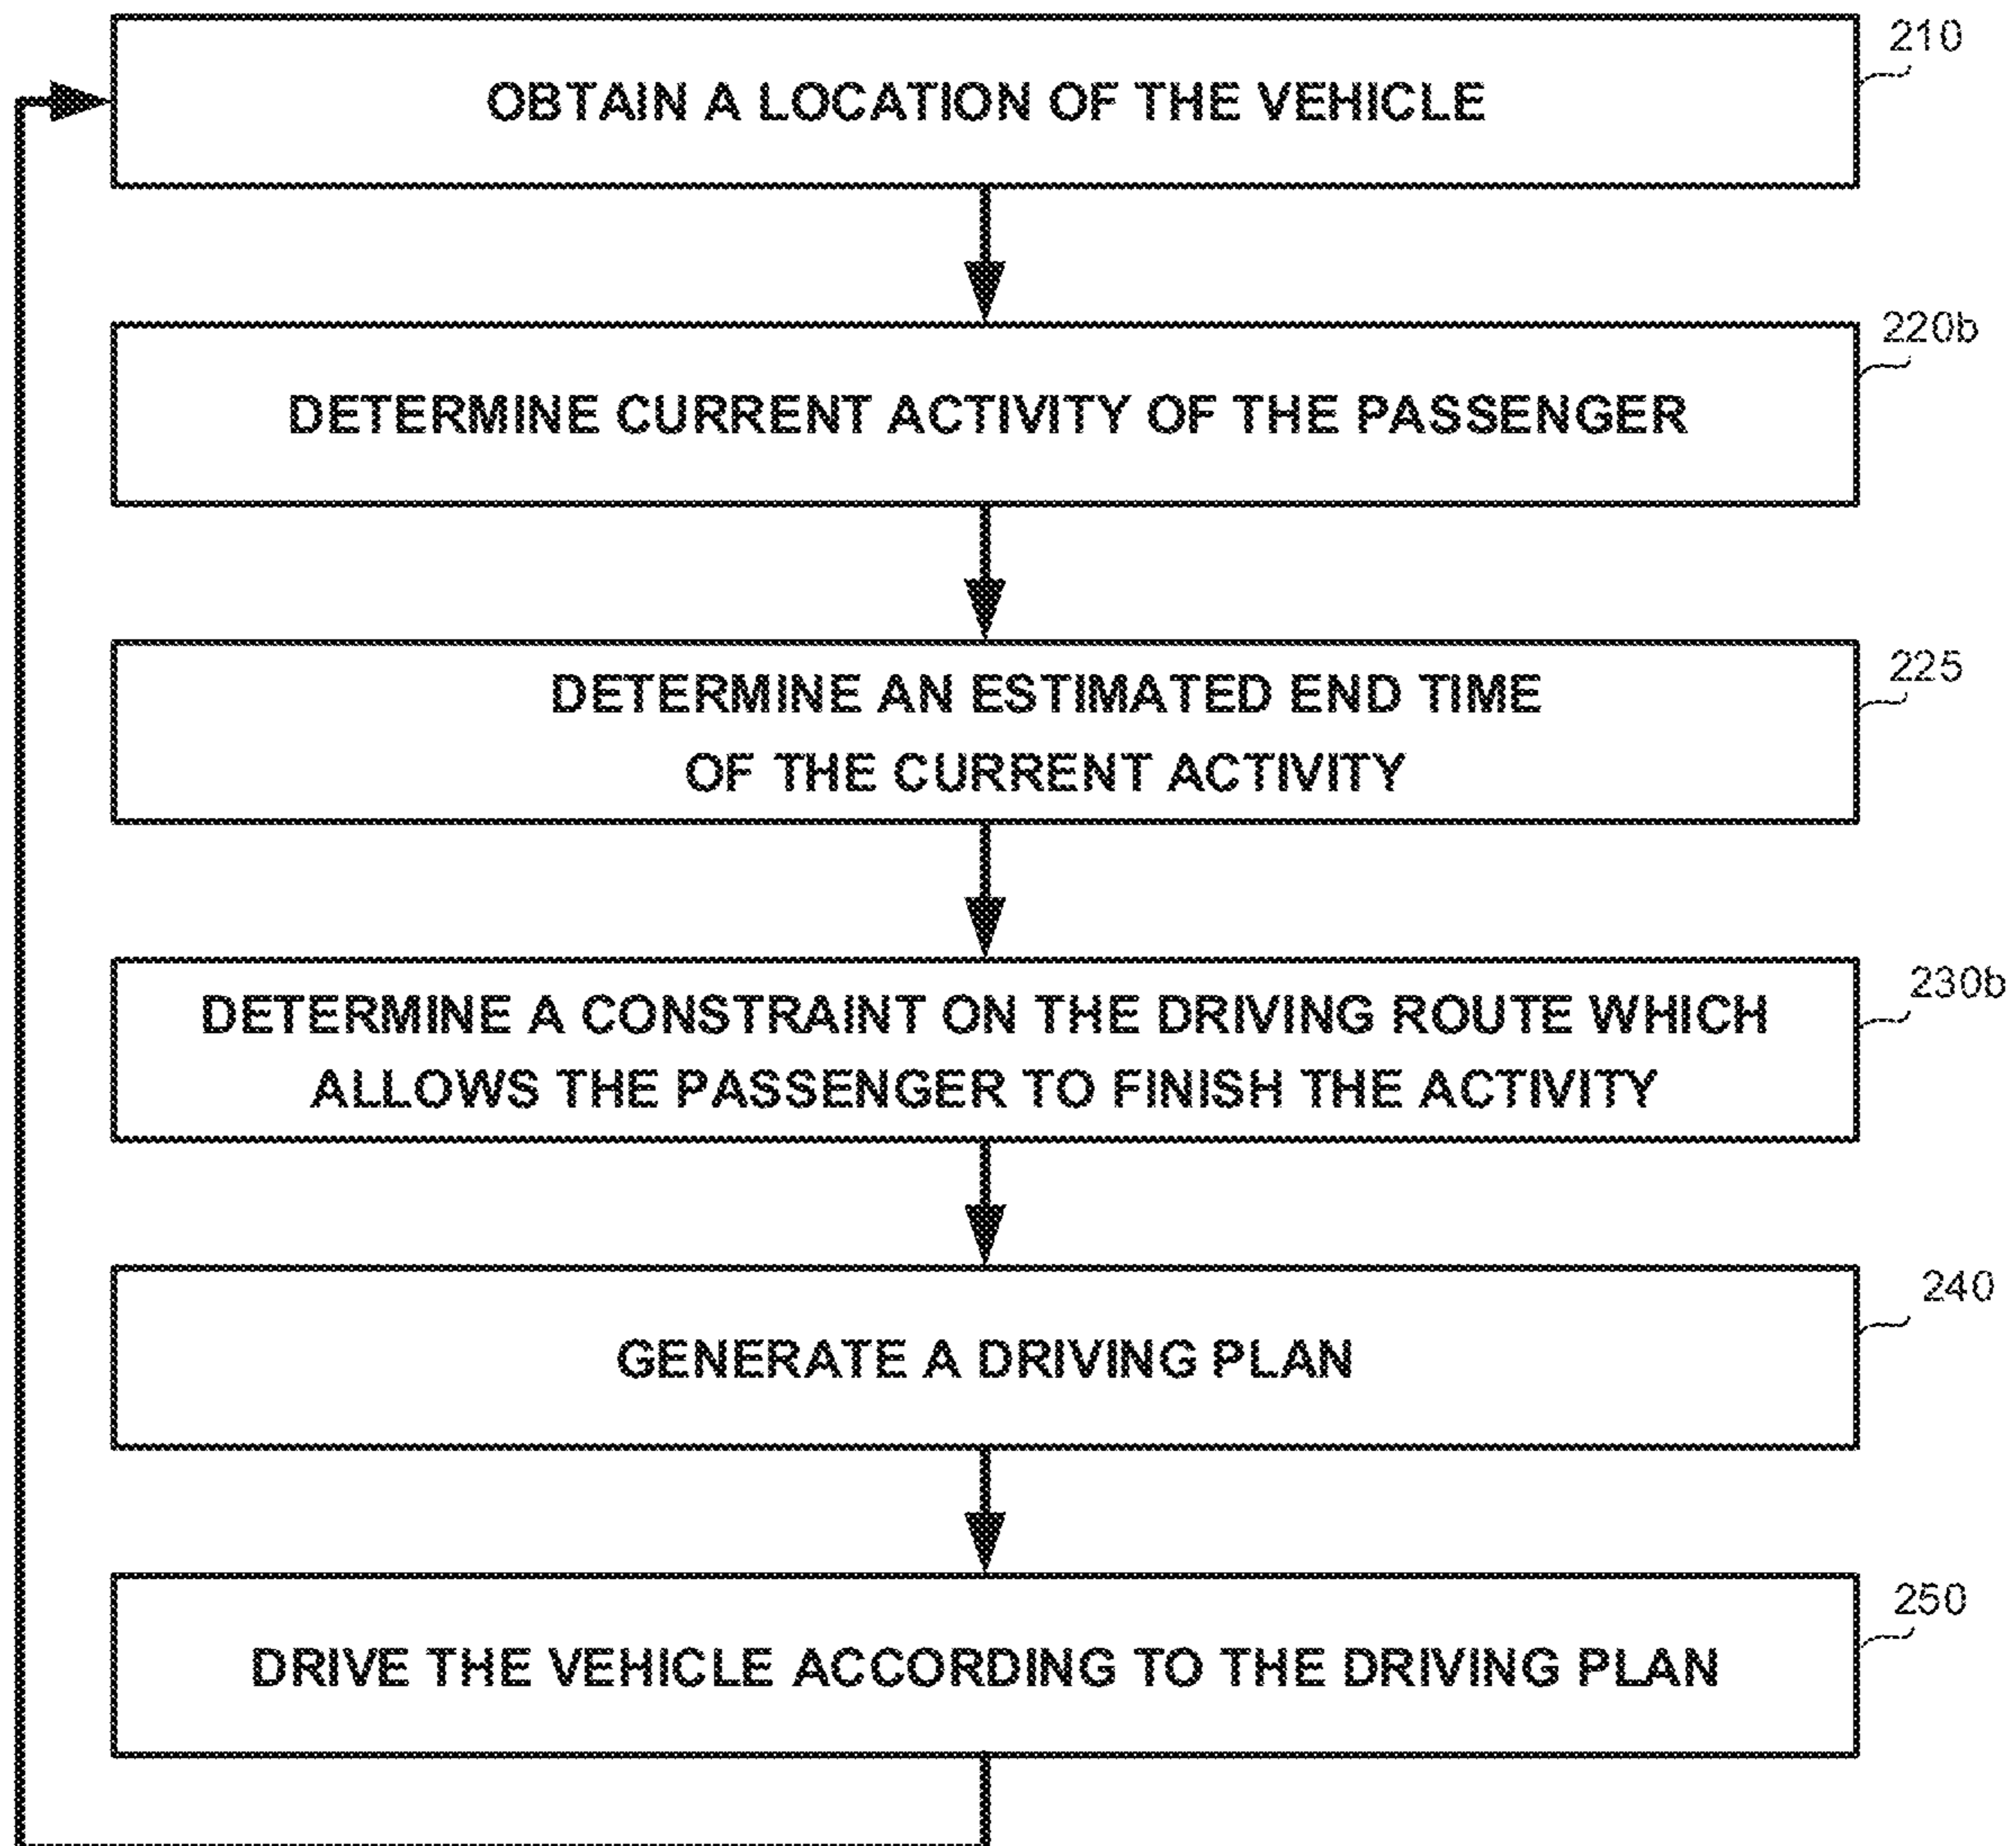 210
OBTAIN A LOCATION OF THE VEHICLE
220b
DETERMINE CURRENT ACTIVITY OF THE PASSENGER
225
DETERMINE AN ESTIMATED END TIME
OF THE CURRENT ACTIVITY
230b
DETERMINE A CONSTRAINT ON THE DRIVING ROUTE WHICH
ALLOWS THE PASSENGER TO FINISH THE ACTIVITY
240
GENERATE A DRIVING PLAN
250
DRIVE THE VEHICLE ACCORDING TO THE DRIVING PLAN